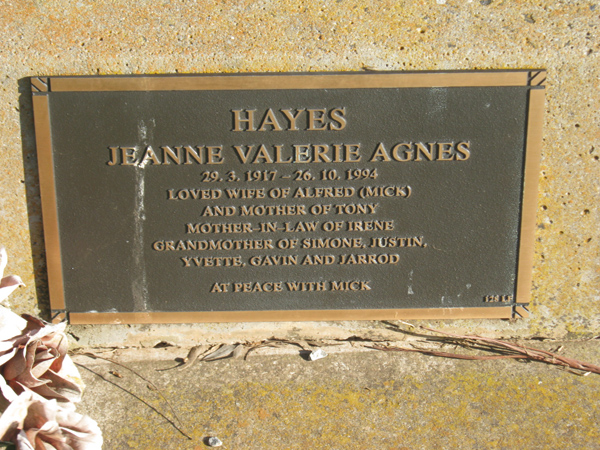 HAYES
JEANNE VALERIE AGNES
29. 3. 1917 – 26. 10. 1994
LOVED WIFE OF ALFRED (MICK)
AND MOTHER OF TONY
MOTHER-IN-LAW OF IRENE
GRANDMOTHER OF SIMONE, JUSTIN,
YVETTE, GAVIN AND JARROD
AT PEACE WITH MICK